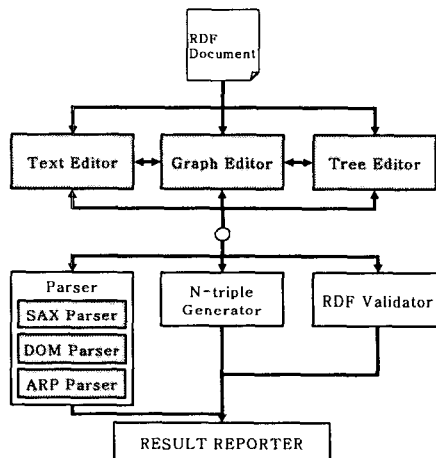 RDF
Document
Text Editor
Graph Editor
Tree Editor
Parser
SAX Parser
DOM Parser
ARP Parser
N-triple
Generator
RDF Validator
RESULT REPORTER